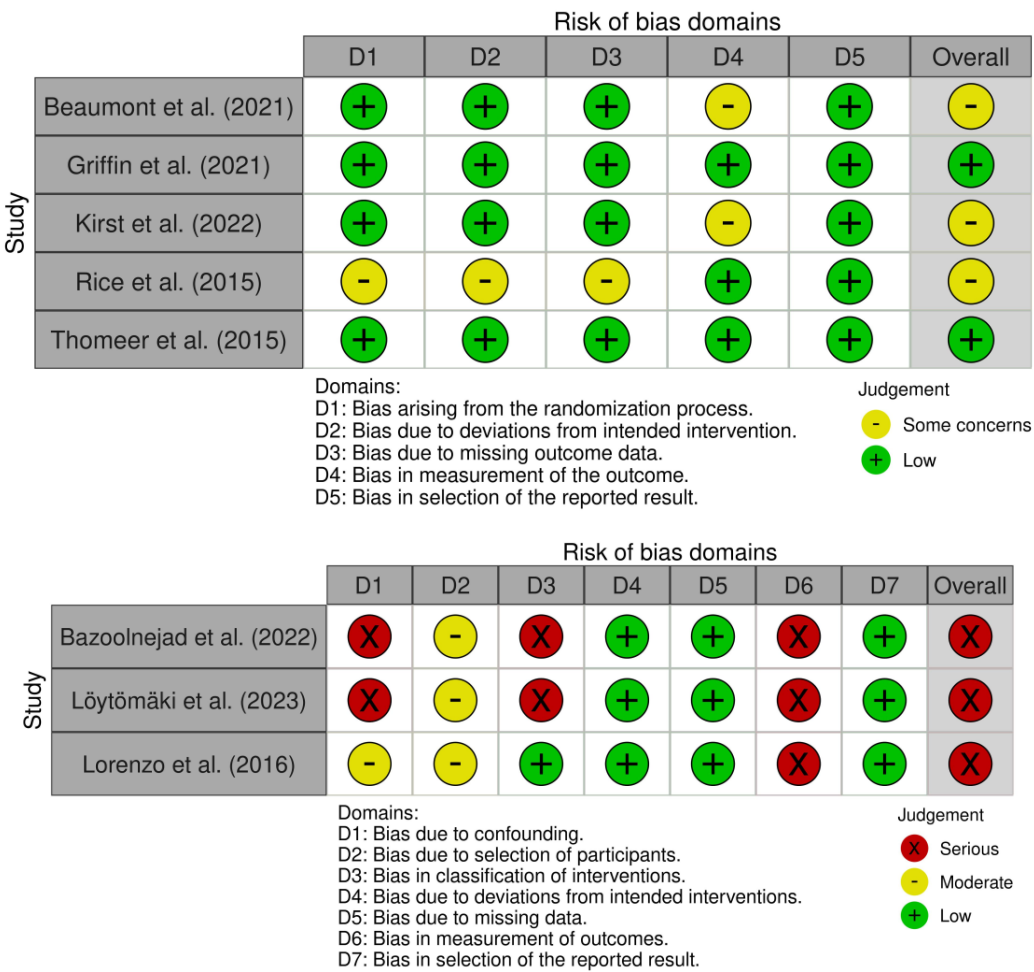 Risk of bias domains
D1 D2 D3 D4 D5 Overall
Study
Beaumont et al. (2021) + + + - + -
Griffin et al. (2021) + + + + + +
Kirst et al. (2022) + + + - + -
Rice et al. (2015) - - - + + -
Thomeer et al. (2015) + + + + + +
Domains:
D1: Bias arising from the randomization process.
D2: Bias due to deviations from intended intervention.
D3: Bias due to missing outcome data.
D4: Bias in measurement of the outcome.
D5: Bias in selection of the reported result.
Judgement
- Some concerns
+ Low
Risk of bias domains
D1 D2 D3 D4 D5 D6 D7 Overall
Study
Bazoolnejad et al. (2022) X - X + + X + X
Löytömäki et al. (2023) X - X + + X + X
Lorenzo et al. (2016) - - + + + X + X
Domains:
D1: Bias due to confounding.
D2: Bias due to selection of participants.
D3: Bias in classification of interventions.
D4: Bias due to deviations from intended interventions.
D5: Bias due to missing data.
D6: Bias in measurement of outcomes.
D7: Bias in selection of the reported result.
Judgement
X Serious
- Moderate
+ Low